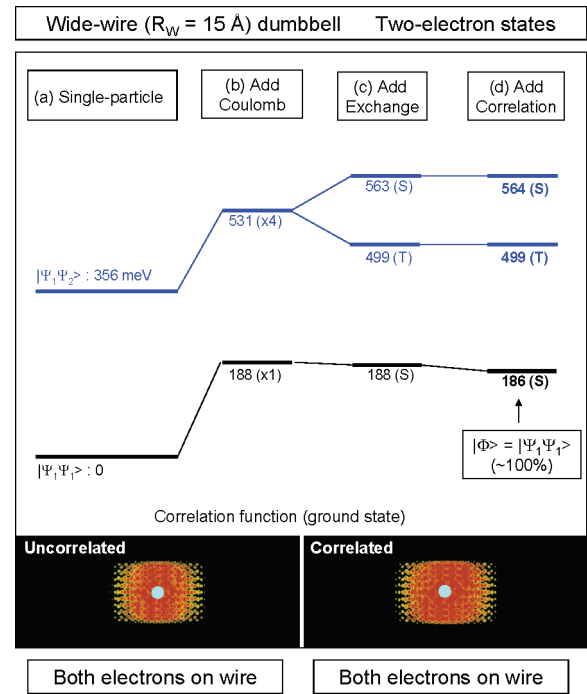 Wide-wire (R_W = 15 Å) dumbbell Two-electron states
(a) Single-particle
(b) Add
Coulomb
(c) Add
Exchange
(d) Add
Correlation
563 (S)
564 (S)
531 (x4)
499 (T)
499 (T)
|Ψ₁Ψ₂> : 356 meV
188 (x1)
188 (S)
186 (S)
|Φ> = |Ψ₁Ψ₁>
(~100%)
|Ψ₁Ψ₁> : 0
Correlation function (ground state)
Uncorrelated
Correlated
Both electrons on wire
Both electrons on wire